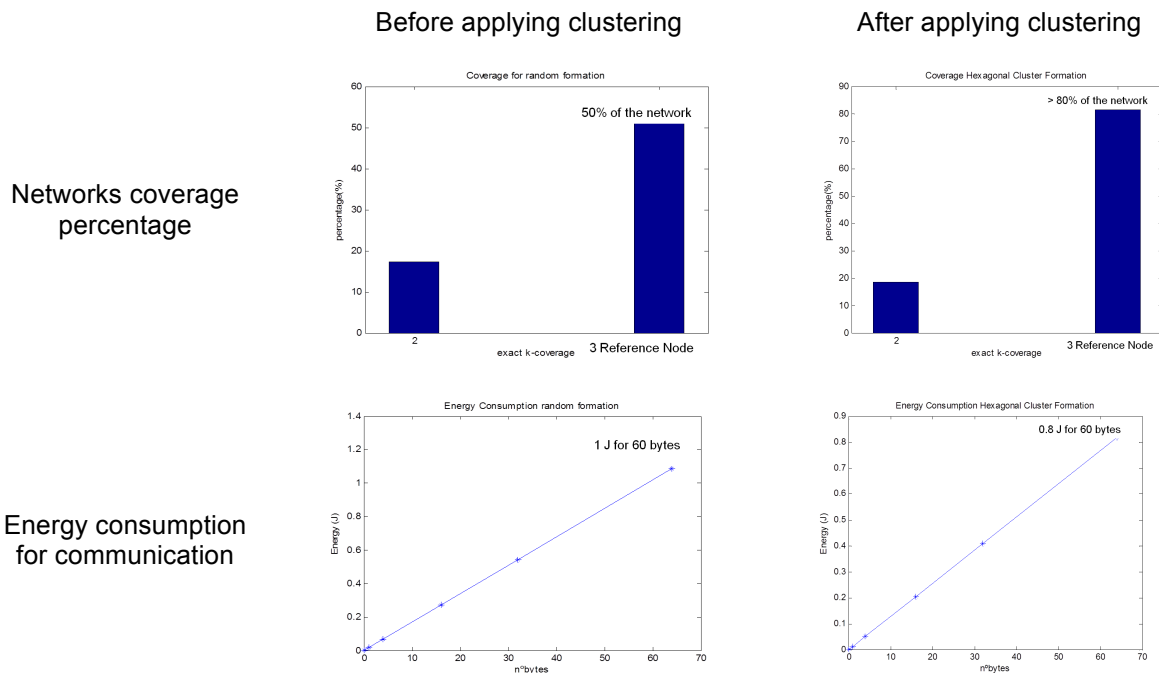 Before applying clustering
After applying clustering
Networks coverage
percentage
Coverage for random formation
50% of the network
60
50
40
30
20
10
0
percentage(%)
2
3 Reference Node
exact k-coverage
Coverage Hexagonal Cluster Formation
> 80% of the network
90
80
70
60
50
40
30
20
10
0
percentage(%)
2
3 Reference Node
exact k-coverage
Energy consumption
for communication
Energy Consumption random formation
1 J for 60 bytes
1.4
1.2
1
0.8
0.6
0.4
0.2
0
Energy (J)
0 10 20 30 40 50 60 70
nºbytes
Energy Consumption Hexagonal Cluster Formation
0.8 J for 60 bytes
0.9
0.8
0.7
0.6
0.5
0.4
0.3
0.2
0.1
0
Energy (J)
0 10 20 30 40 50 60 70
nºbytes